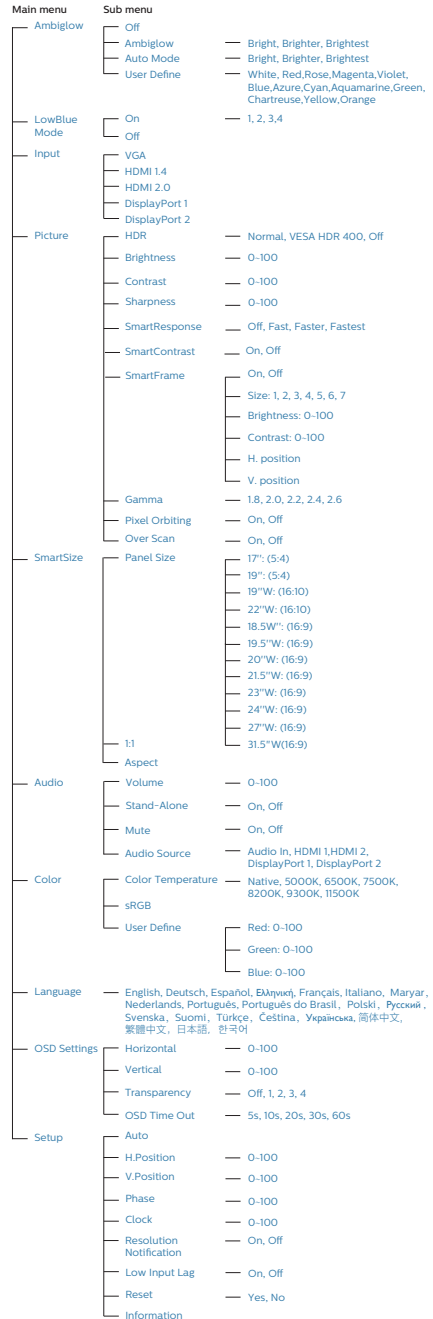 Main menu Sub menu
Ambiglow Off
Ambiglow Bright, Brighter, Brightest
Auto Mode Bright, Brighter, Brightest
User Define White, Red,Rose,Magenta,Violet,
Blue,Azure,Cyan,Aquamarine,Green,
Chartreuse,Yellow,Orange
LowBlue On 1, 2, 3,4
Mode Off
Input VGA
HDMI 1.4
HDMI 2.0
DisplayPort 1
DisplayPort 2
Picture HDR Normal, VESA HDR 400, Off
Brightness 0-100
Contrast 0-100
Sharpness 0-100
SmartResponse Off, Fast, Faster, Fastest
SmartContrast On, Off
SmartFrame On, Off
Size: 1, 2, 3, 4, 5, 6, 7
Brightness: 0-100
Contrast: 0-100
H. position
V. position
Gamma 1.8, 2.0, 2.2, 2.4, 2.6
Pixel Orbiting On, Off
Over Scan On, Off
SmartSize Panel Size 17'': (5:4)
19'': (5:4)
19''W: (16:10)
22''W: (16:10)
18.5W'': (16:9)
19.5''W: (16:9)
20''W: (16:9)
21.5''W: (16:9)
23''W: (16:9)
24''W: (16:9)
27''W: (16:9)
1:1 31.5"W(16:9)
Aspect
Audio Volume 0-100
Stand-Alone On, Off
Mute On, Off
Audio Source Audio In, HDMI 1,HDMI 2,
DisplayPort 1, DisplayPort 2
Color Color Temperature Native, 5000K, 6500K, 7500K,
8200K, 9300K, 11500K
sRGB
User Define Red: 0-100
Green: 0-100
Blue: 0-100
Language English, Deutsch, Español, Ελληνική, Français, Italiano, Maryar,
Nederlands, Português, Português do Brasil, Polski, Русский,
Svenska, Suomi, Türkçe, Čeština, Українська, 简体中文,
繁體中文, 日本語, 한국어
OSD Settings Horizontal 0-100
Vertical 0-100
Transparency Off, 1, 2, 3, 4
OSD Time Out 5s, 10s, 20s, 30s, 60s
Setup Auto
H.Position 0-100
V.Position 0-100
Phase 0-100
Clock 0-100
Resolution On, Off
Notification
Low Input Lag On, Off
Reset Yes, No
Information